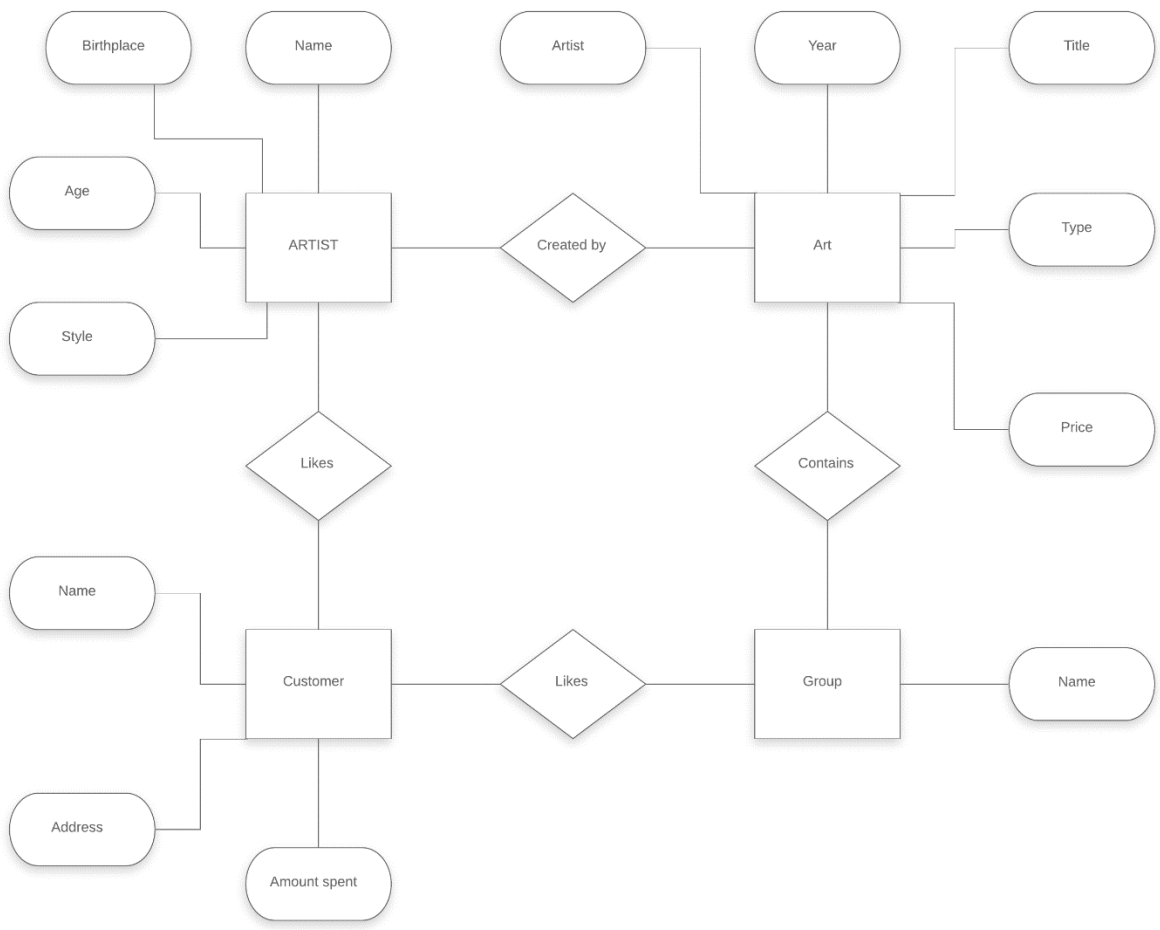 Birthplace
Name
Artist
Year
Title
Age
Type
ARTIST
Created by
Art
Style
Price
Likes
Contains
Name
Customer
Likes
Group
Name
Address
Amount spent